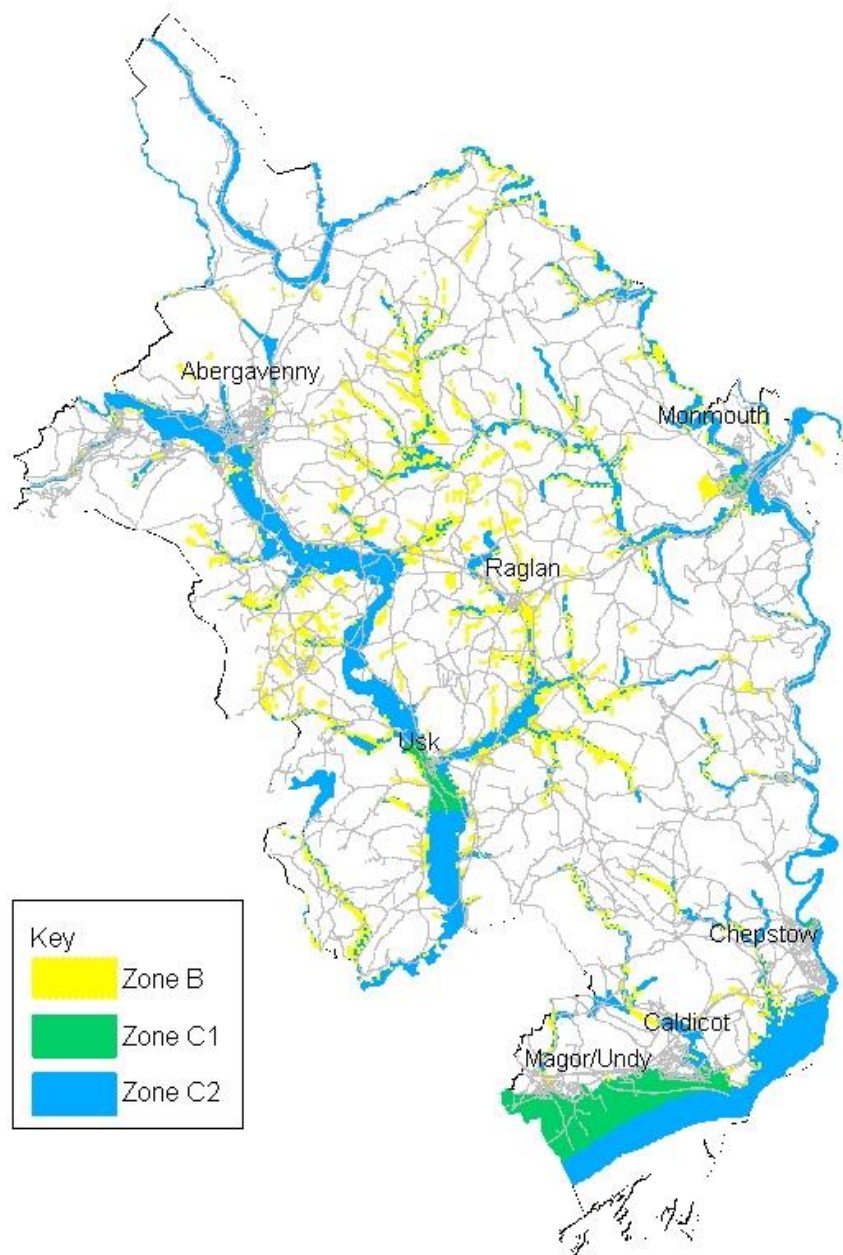 Abergavenny
Monmouth
Raglan
Usk
Chepstow
Caldicot
Magor/Undy
Key
Zone B
Zone C1
Zone C2